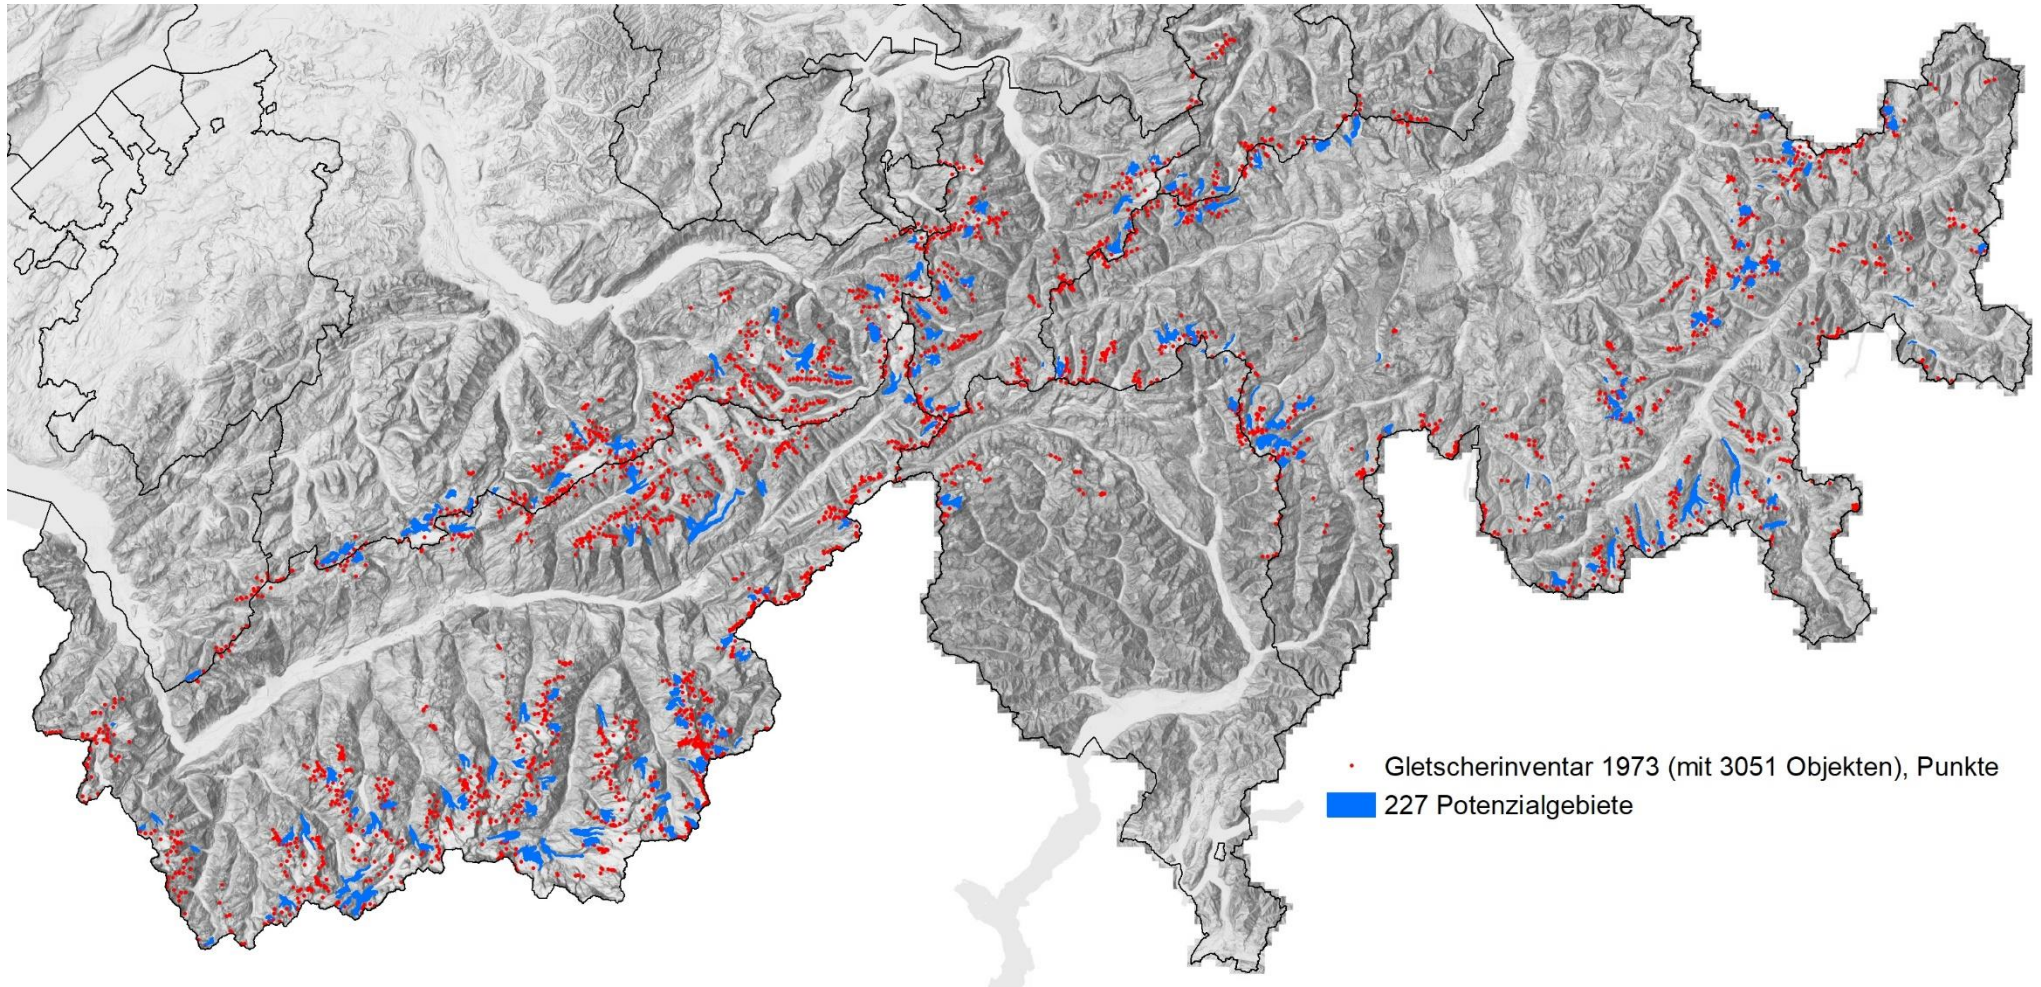 Gletscherinventar 1973 (mit 3051 Objekten), Punkte
227 Potenzialgebiete